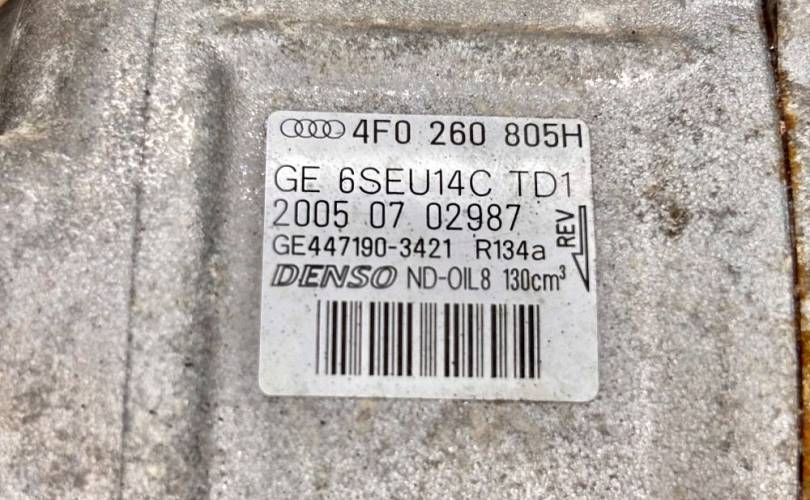 4F0 260 805H
GE 6SEU14C TD1
2005 07 02987
GE447190-3421 R134a
REV
DENSO ND-OIL8 130cm³